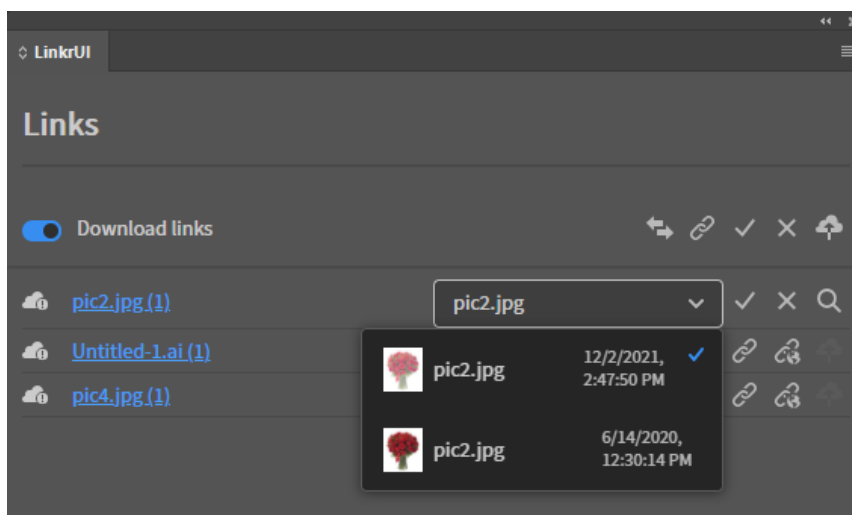 LinkrUI
Links
Download links
pic2.jpg (1)
pic2.jpg
Untitled-1.ai (1)
pic4.jpg (1)
pic2.jpg
12/2/2021,
2:47:50 PM
pic2.jpg
6/14/2020,
12:30:14 PM